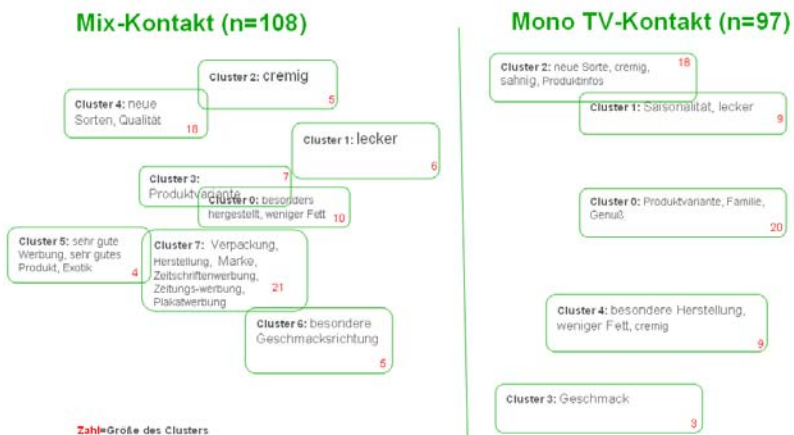 Mix-Kontakt (n=108)
Cluster 2: cremig
5
Cluster 4: neue
Sorten, Qualität
18
Cluster 1: lecker
6
Cluster 3:
Produktvariante
7
Cluster 0: besonders
hergestellt, weniger Fett
10
Cluster 5: sehr gute
Werbung, sehr gutes
Produkt, Exotik
4
Cluster 7: Verpackung,
Herstellung, Marke,
Zeitschriftenwerbung,
Zeitungs-werbung,
Plakatwerbung
21
Cluster 6: besondere
Geschmacksrichtung
5
Zahl=Größe des Clusters
Mono TV-Kontakt (n=97)
Cluster 2: neue Sorte, cremig,
sahnig, Produktinfos
18
Cluster 1: Saisonalität, lecker
9
Cluster 0: Produktvariante, Familie,
Genuß
20
Cluster 4: besondere Herstellung,
weniger Fett, cremig
9
Cluster 3: Geschmack
3